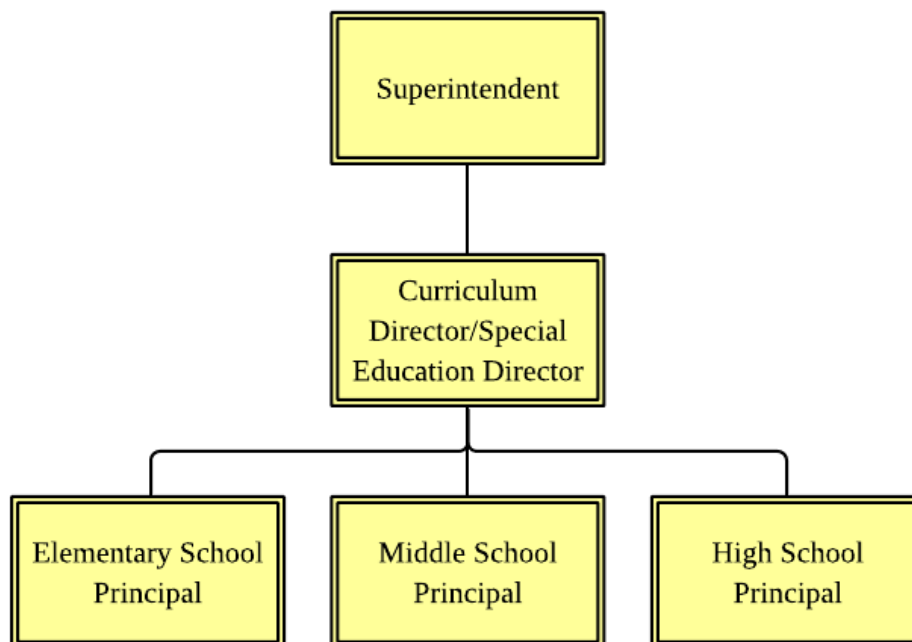 Superintendent
Curriculum
Director/Special
Education Director
Elementary School
Principal
Middle School
Principal
High School
Principal